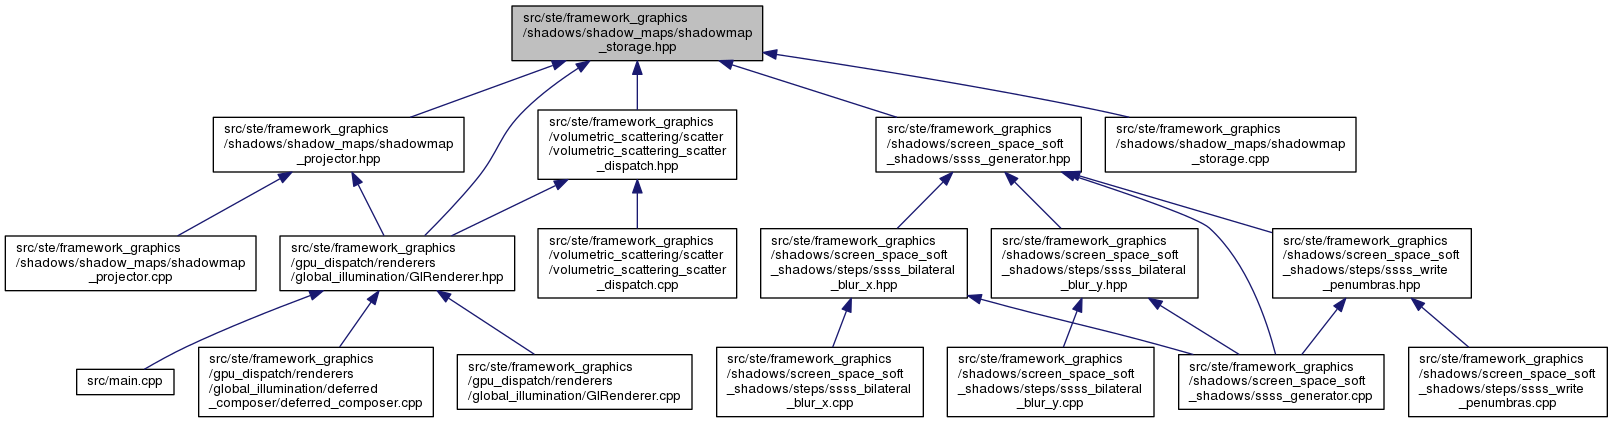 src/ste/framework_graphics
/shadows/shadow_maps/shadowmap
_storage.hpp
src/ste/framework_graphics
/shadows/shadow_maps/shadowmap
_projector.hpp
src/ste/framework_graphics
/volumetric_scattering/scatter
/volumetric_scattering_scatter
_dispatch.hpp
src/ste/framework_graphics
/shadows/screen_space_soft
_shadows/ssss_generator.hpp
src/ste/framework_graphics
/shadows/shadow_maps/shadowmap
_storage.cpp
src/ste/framework_graphics
/shadows/shadow_maps/shadowmap
_projector.cpp
src/ste/framework_graphics
/gpu_dispatch/renderers
/global_illumination/GIRenderer.hpp
src/ste/framework_graphics
/volumetric_scattering/scatter
/volumetric_scattering_scatter
_dispatch.cpp
src/ste/framework_graphics
/shadows/screen_space_soft
_shadows/steps/ssss_bilateral
_blur_x.hpp
src/ste/framework_graphics
/shadows/screen_space_soft
_shadows/steps/ssss_bilateral
_blur_y.hpp
src/ste/framework_graphics
/shadows/screen_space_soft
_shadows/steps/ssss_write
_penumbras.hpp
src/main.cpp
src/ste/framework_graphics
/gpu_dispatch/renderers
/global_illumination/deferred
_composer/deferred_composer.cpp
src/ste/framework_graphics
/gpu_dispatch/renderers
/global_illumination/GIRenderer.cpp
src/ste/framework_graphics
/shadows/screen_space_soft
_shadows/steps/ssss_bilateral
_blur_x.cpp
src/ste/framework_graphics
/shadows/screen_space_soft
_shadows/steps/ssss_bilateral
_blur_y.cpp
src/ste/framework_graphics
/shadows/screen_space_soft
_shadows/ssss_generator.cpp
src/ste/framework_graphics
/shadows/screen_space_soft
_shadows/steps/ssss_write
_penumbras.cpp